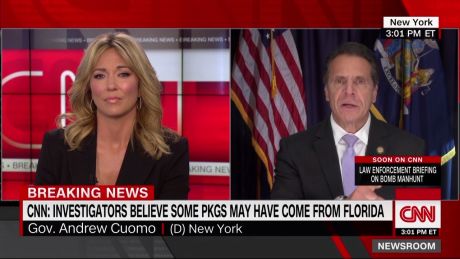 New York
3:01 PM ET
CNN
SOON ON CNN
LAW ENFORCEMENT BRIEFING
ON BOMB MANHUNT
BREAKING NEWS
CNN: INVESTIGATORS BELIEVE SOME PKGS MAY HAVE COME FROM FLORIDA
Gov. Andrew Cuomo (D) New York
CNN
3:01 PM ET
NEWSROOM